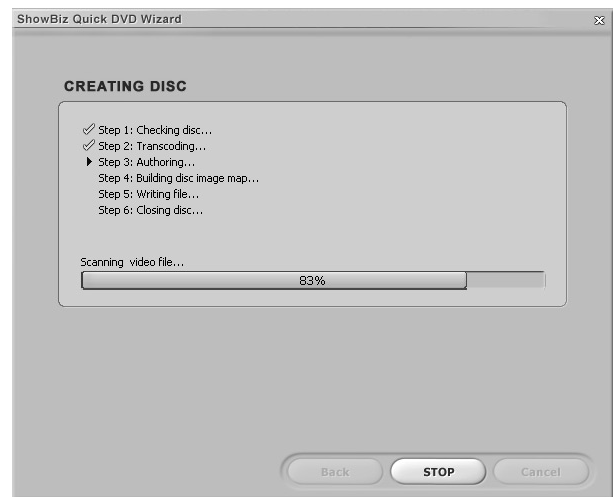 ShowBiz Quick DVD Wizard
CREATING DISC
Step 1: Checking disc...
Step 2: Transcoding...
Step 3: Authoring...
Step 4: Building disc image map...
Step 5: Writing file...
Step 6: Closing disc...
Scanning video file...
83%
Back STOP Cancel